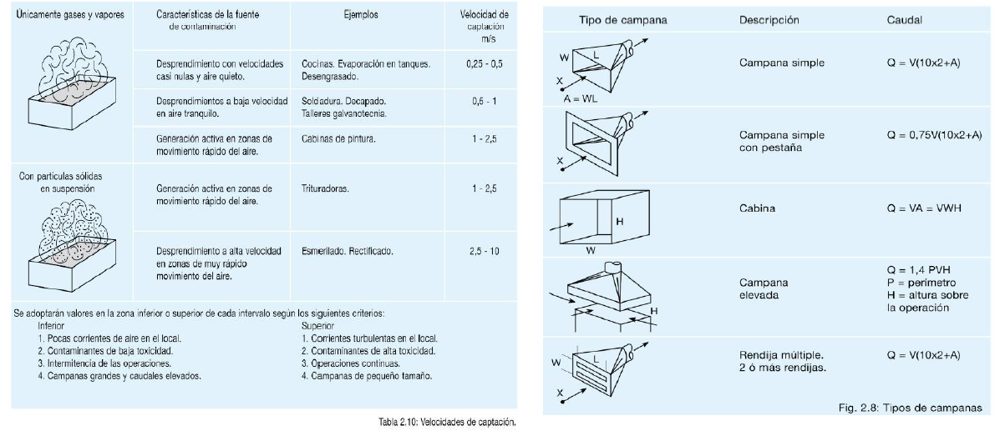 Únicamente gases y vapores
Características de la fuente
de contaminación
Ejemplos
Velocidad de
captación
m/s
Desprendimiento con velocidades
casi nulas y aire quieto.
Cocinas. Evaporación en tanques.
Desengrasado.
0,25 - 0,5
Desprendimientos a baja velocidad
en aire tranquilo.
Soldadura. Decapado.
Talleres galvanotecnia.
0,5 - 1
Generación activa en zonas de
movimiento rápido del aire.
Cabinas de pintura.
1 - 2,5
Con partículas sólidas
en suspensión
Generación activa en zonas de
movimiento rápido del aire.
Trituradoras.
1 - 2,5
Desprendimiento a alta velocidad
en zonas de muy rápido
movimiento del aire.
Esmerilado. Rectificado.
2,5 - 10
Se adoptarán valores en la zona inferior o superior de cada intervalo según los siguientes criterios:
Inferior
1. Pocas corrientes de aire en el local.
2. Contaminantes de baja toxicidad.
3. Intermitencia de las operaciones.
4. Campanas grandes y caudales elevados.
Superior
1. Corrientes turbulentas en el local.
2. Contaminantes de alta toxicidad.
3. Operaciones continuas.
4. Campanas de pequeño tamaño.
Tabla 2.10: Velocidades de captación.
Tipo de campana
Descripción
Caudal
W
L
X
A = WL
Campana simple
Q = V(10x2+A)
X
Campana simple
con pestaña
Q = 0,75V(10x2+A)
H
W
Cabina
Q = VA = VWH
H
Campana
elevada
Q = 1,4 PVH
P = perímetro
H = altura sobre
la operación
W
L
X
Rendija múltiple.
2 ó más rendijas.
Q = V(10x2+A)
Fig. 2.8: Tipos de campanas